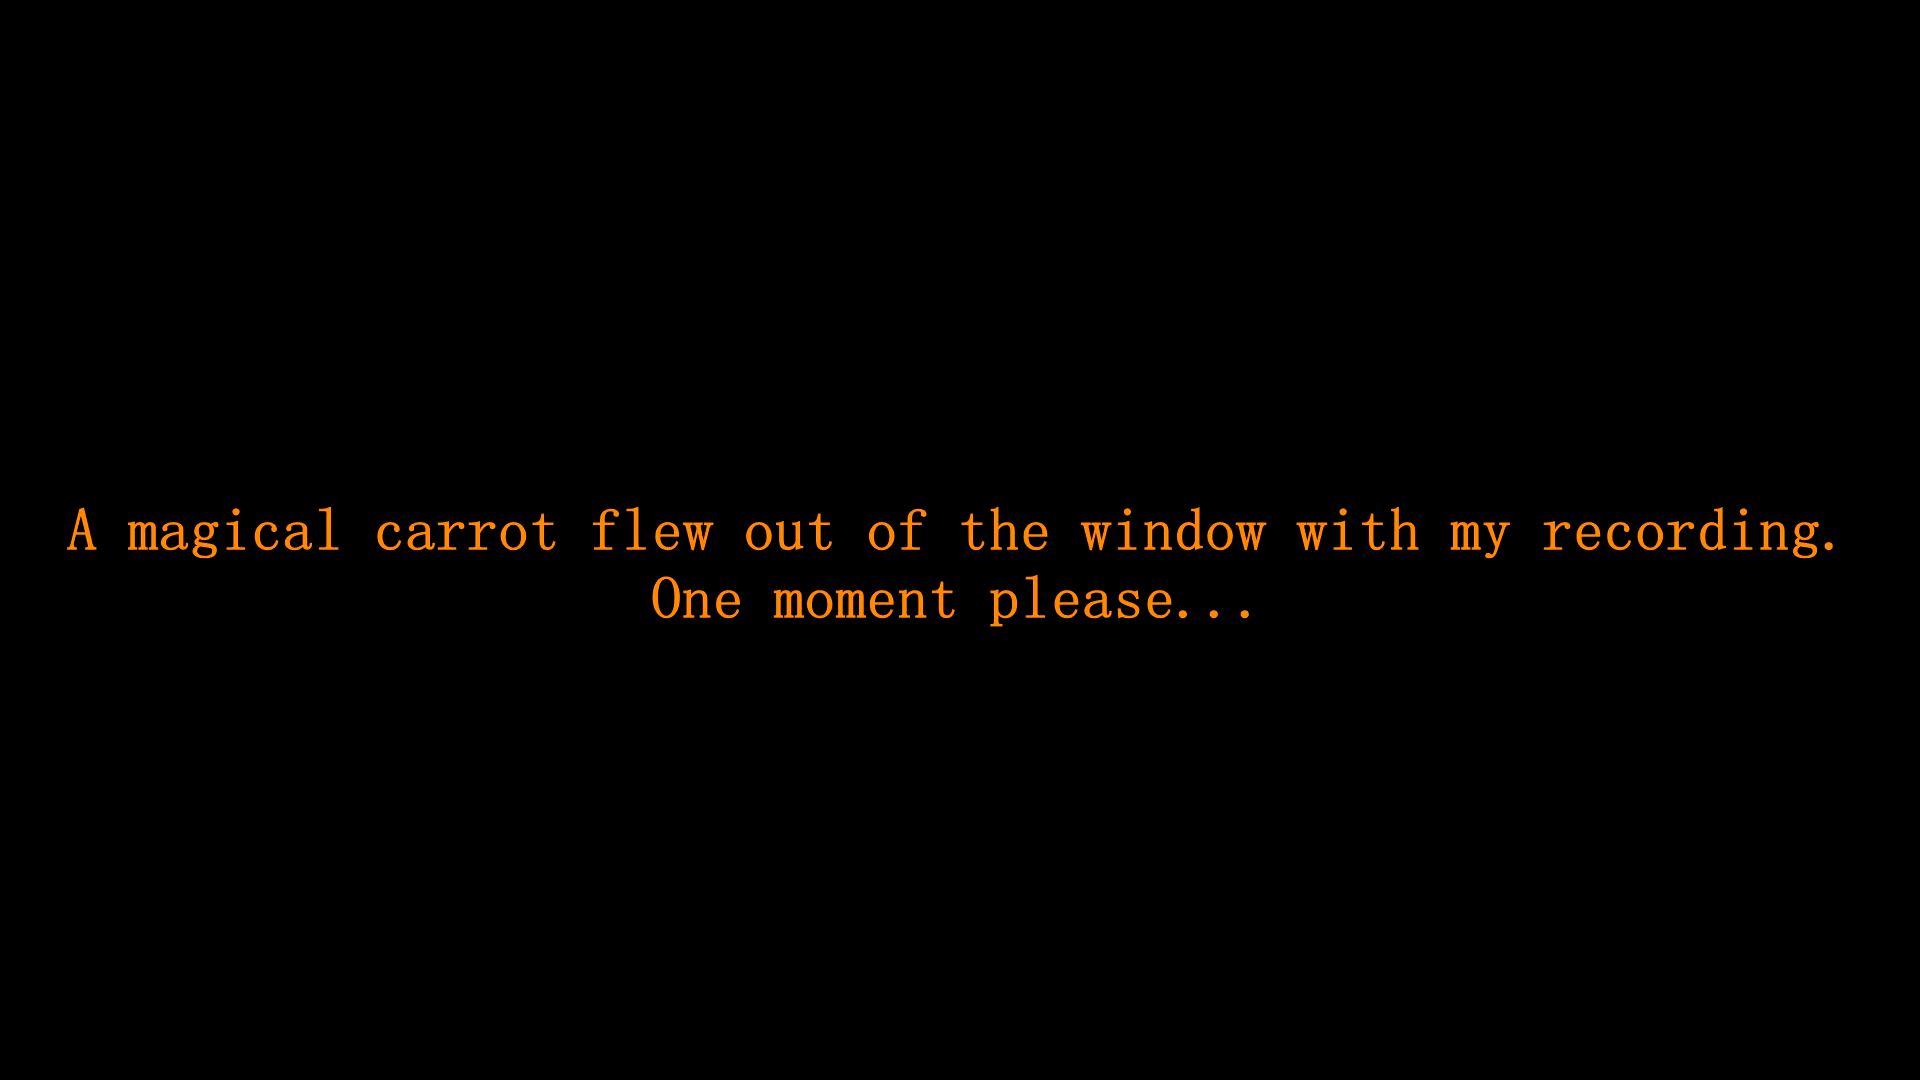 A magical carrot flew out of the window with my recording.
One moment please...